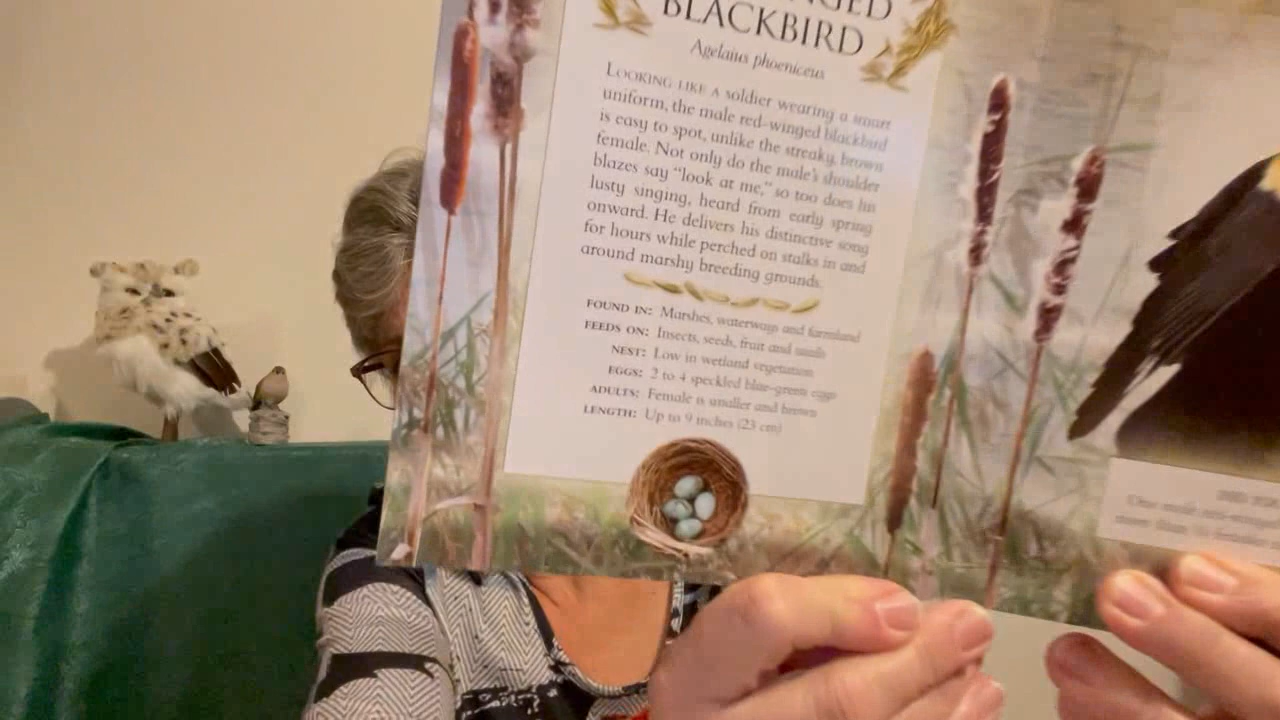 NGED
BLACKBIRD
Agelaius phoeniceus
LOOKING LIKE A soldier wearing a smart
uniform, the male red-winged blackbird
is easy to spot, unlike the streaky, brown
female. Not only do the male's shoulder
blazes say “look at me,” so too does his
lusty singing, heard from early spring
onward. He delivers his distinctive song
for hours while perched on stalks in and
around marshy breeding grounds.
FOUND IN: Marshes, waterways and farmland
FEEDS ON: Insects, seeds, fruit and
NEST: Low in wetland vegetation
EGGS: 2 to 4 speckled blue-green eggs
ADULTS: Female is smaller and brown
LENGTH: Up to 9 inches (23 cm)
One male
more than